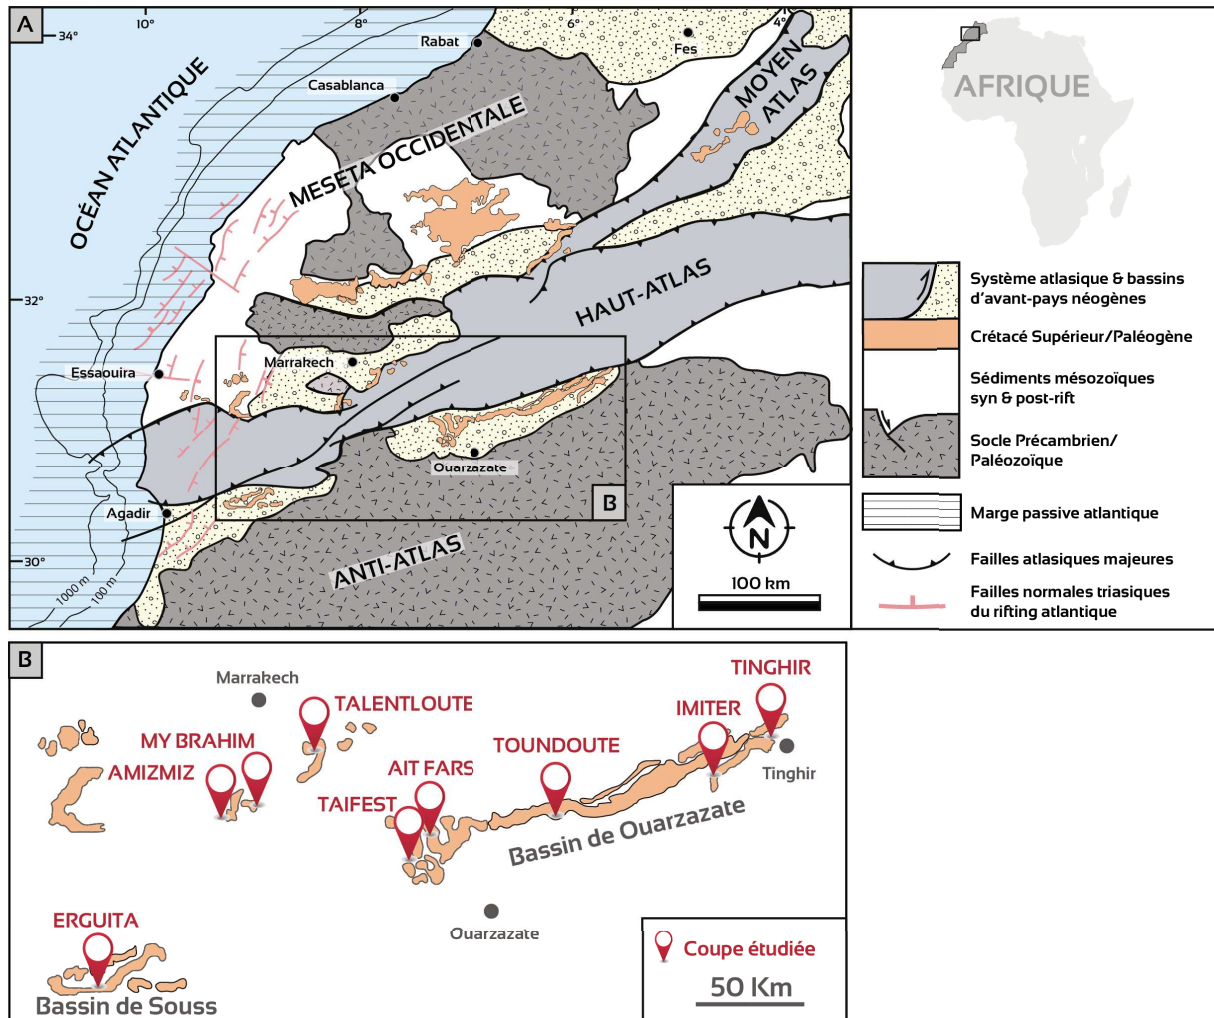 A
10°
8°
6°
4°
34°
32°
30°
OCÉAN ATLANTIQUE
Rabat
Fes
Casablanca
MESETA OCCIDENTALE
MOYEN
ATLAS
HAUT-ATLAS
Marrakech
Essaouira
Ouarzazate
Agadir
B
ANTI-ATLAS
1000 m
100 m
N
100 km
AFRIQUE
Système atlasique & bassins
d'avant-pays néogènes
Crétacé Supérieur/Paléogène
Sédiments mésozoïques
syn & post-rift
Socle Précambrien/
Paléozoïque
Marge passive atlantique
Failles atlasiques majeures
Failles normales triasiques
du rifting atlantique
B
Marrakech
TALENTLOUTE
MY BRAHIM
AMIZMIZ
TAIFEST
AIT FARS
TOUNDOUTE
IMITER
TINGHIR
Tinghir
Bassin de Ouarzazate
Ouarzazate
ERGUITA
Bassin de Souss
Coupe étudiée
50 Km